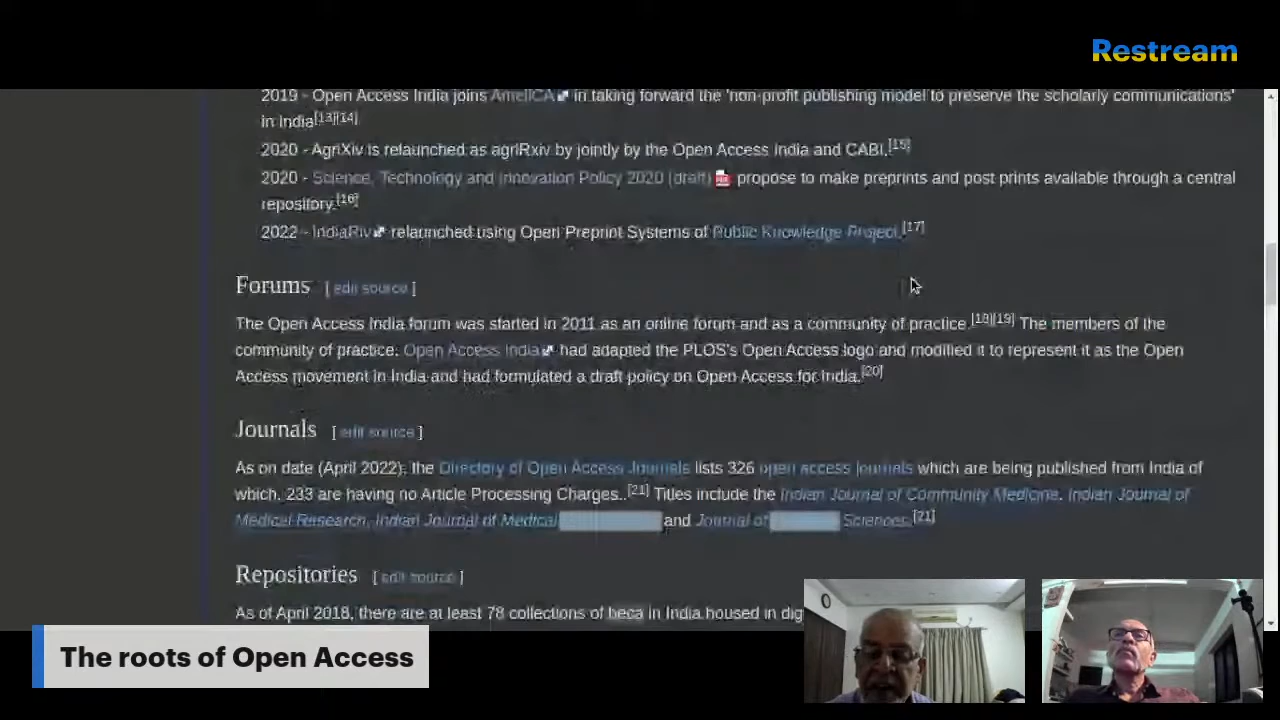 Restream
2019 - Open Access India joins AmeliCA in taking forward the 'non-profit publishing model to preserve the scholarly communications'
in India[13][14]
2020 - AgriXiv is relaunched as agriRxiv by jointly by the Open Access India and CABI.[15]
2020 - Science, Technology and Innovation Policy 2020 (draft) propose to make preprints and post prints available through a central
repository.[16]
2022 - IndiaRiv relaunched using Open Preprint Systems of Public Knowledge Project.[17]
Forums [ edit source ]
The Open Access India forum was started in 2011 as an online forum and as a community of practice.[18][19] The members of the
community of practice, Open Access India had adapted the PLOS's Open Access logo and modified it to represent it as the Open
Access movement in India and had formulated a draft policy on Open Access for India.[20]
Journals [ edit source ]
As on date (April 2022), the Directory of Open Access Journals lists 326 open access journals which are being published from India of
which, 233 are having no Article Processing Charges..[21] Titles include the Indian Journal of Community Medicine, Indian Journal of
Medical Research, Indian Journal of Medical and Journal of Sciences.[21]
Repositories [ edit source ]
As of April 2018, there are at least 78 collections of in India housed in dig
The roots of Open Access